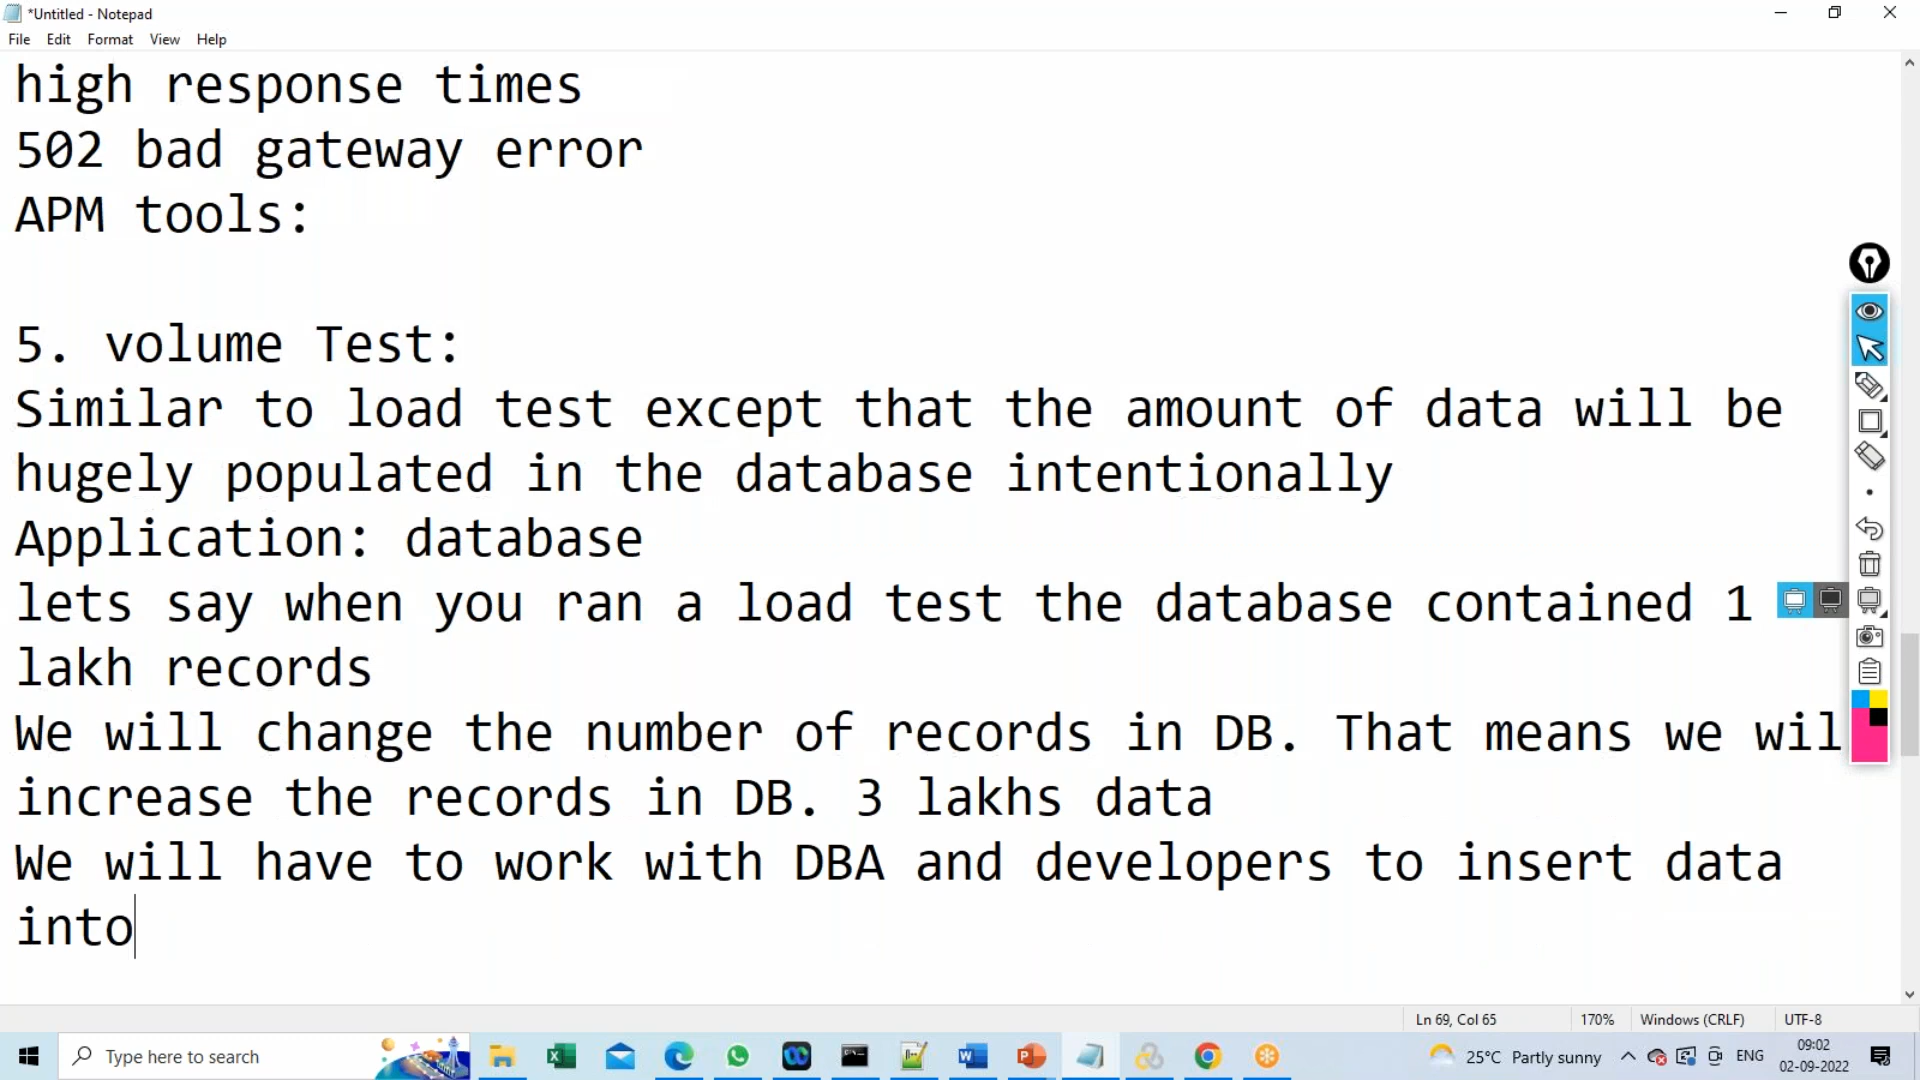 *Untitled - Notepad
File Edit Format View Help
high response times
502 bad gateway error
APM tools:
5. volume Test:
Similar to load test except that the amount of data will be
hugely populated in the database intentionally
Application: database
lets say when you ran a load test the database contained 1
lakh records
We will change the number of records in DB. That means we wil
increase the records in DB. 3 lakhs data
We will have to work with DBA and developers to insert data
into
Ln 69, Col 65 170% Windows (CRLF) UTF-8
Type here to search
25°C Partly sunny
ENG
09:02
02-09-2022